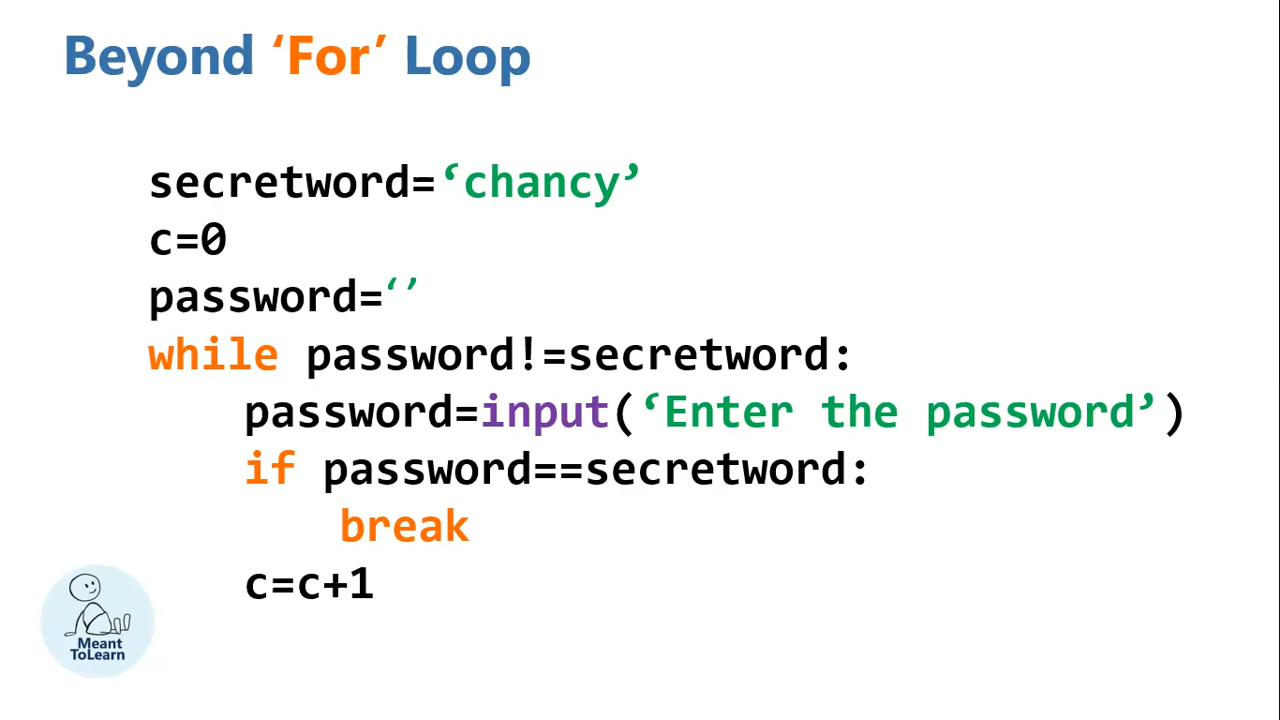 Beyond ‘For’ Loop
secretword=‘chancy’
c=0
password=‘’
while password!=secretword:
password=input(‘Enter the password’)
if password==secretword:
break
c=c+1
Meant
ToLearn